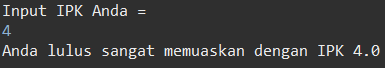 Input IPK Anda =
4
Anda lulus sangat memuaskan dengan IPK 4.0